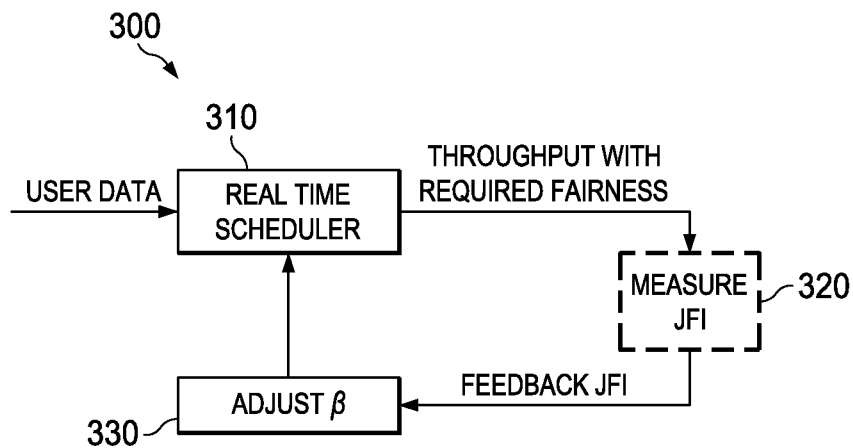 300
310
USER DATA
REAL TIME
SCHEDULER
THROUGHPUT WITH
REQUIRED FAIRNESS
MEASURE
JFI
320
FEEDBACK JFI
ADJUST β
330